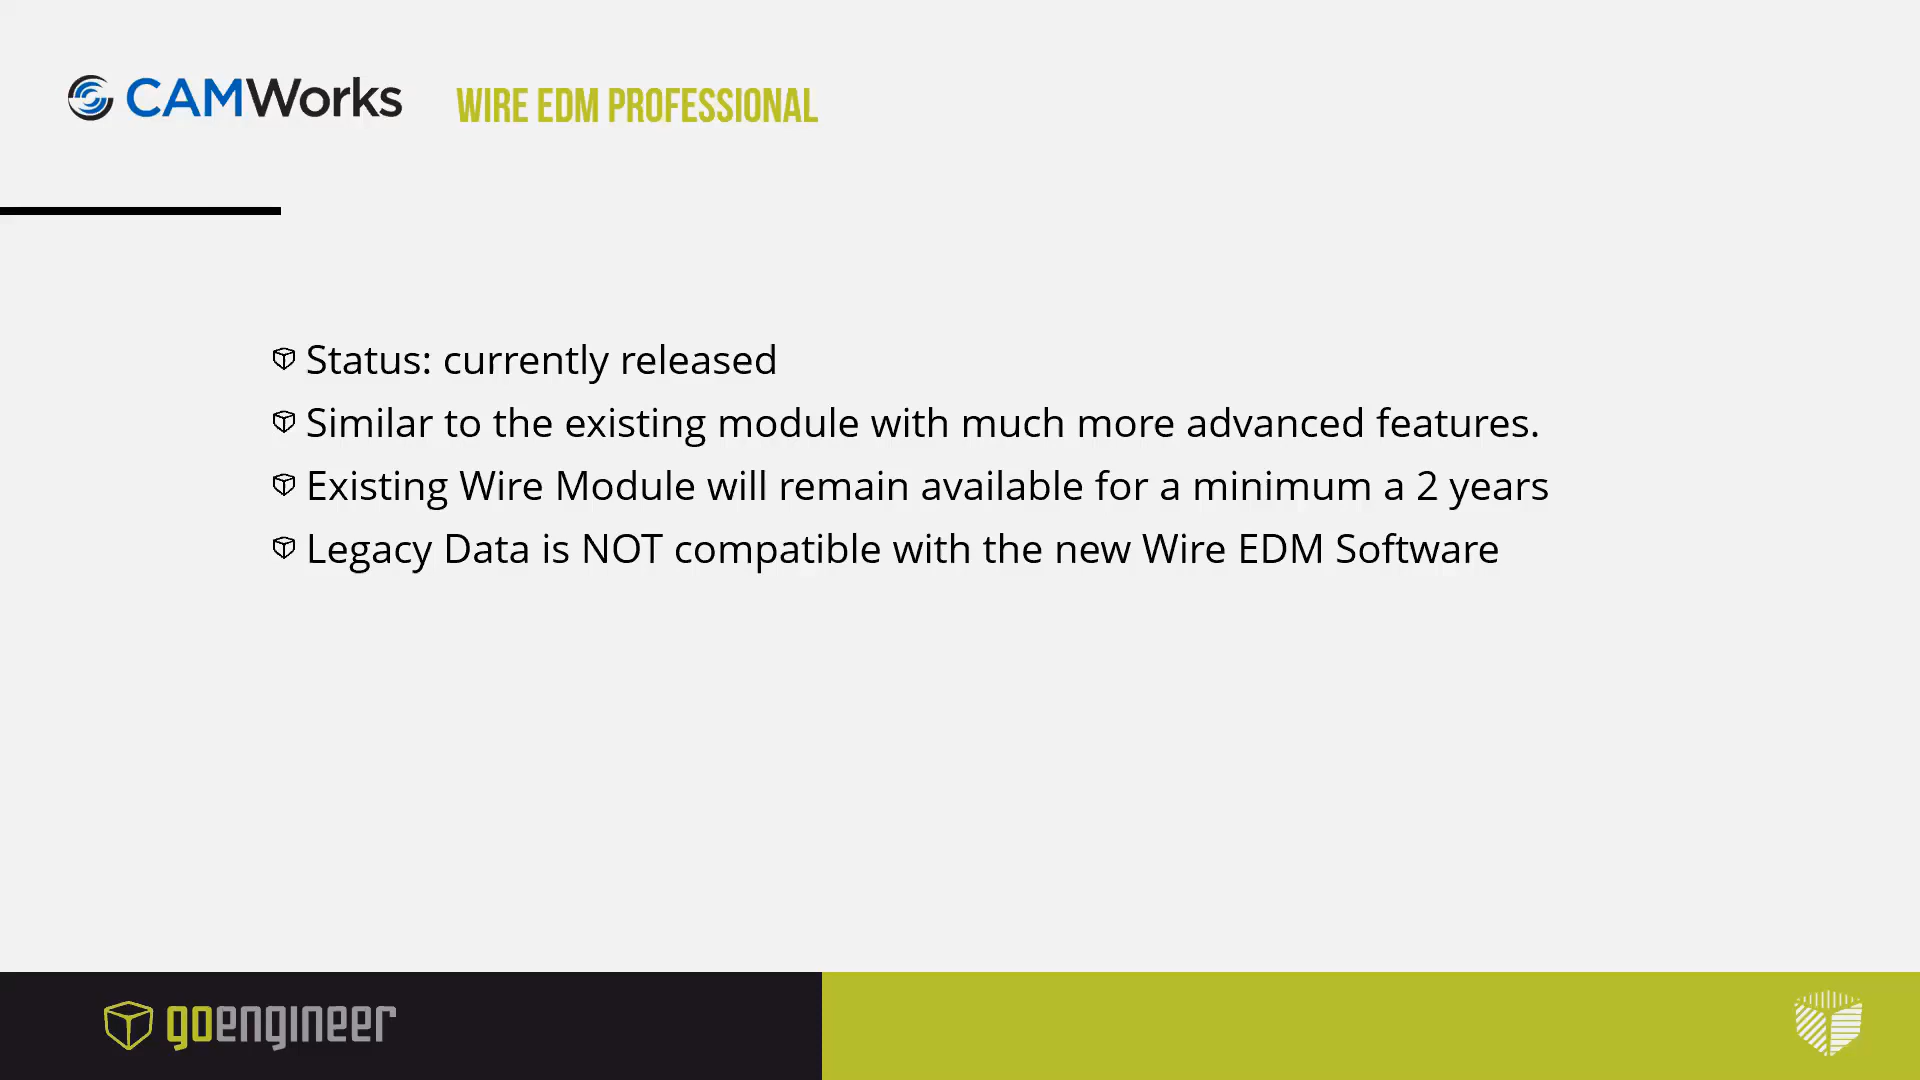 CAMWorks WIRE EDM PROFESSIONAL
Status: currently released
Similar to the existing module with much more advanced features.
Existing Wire Module will remain available for a minimum a 2 years
Legacy Data is NOT compatible with the new Wire EDM Software
goengineer